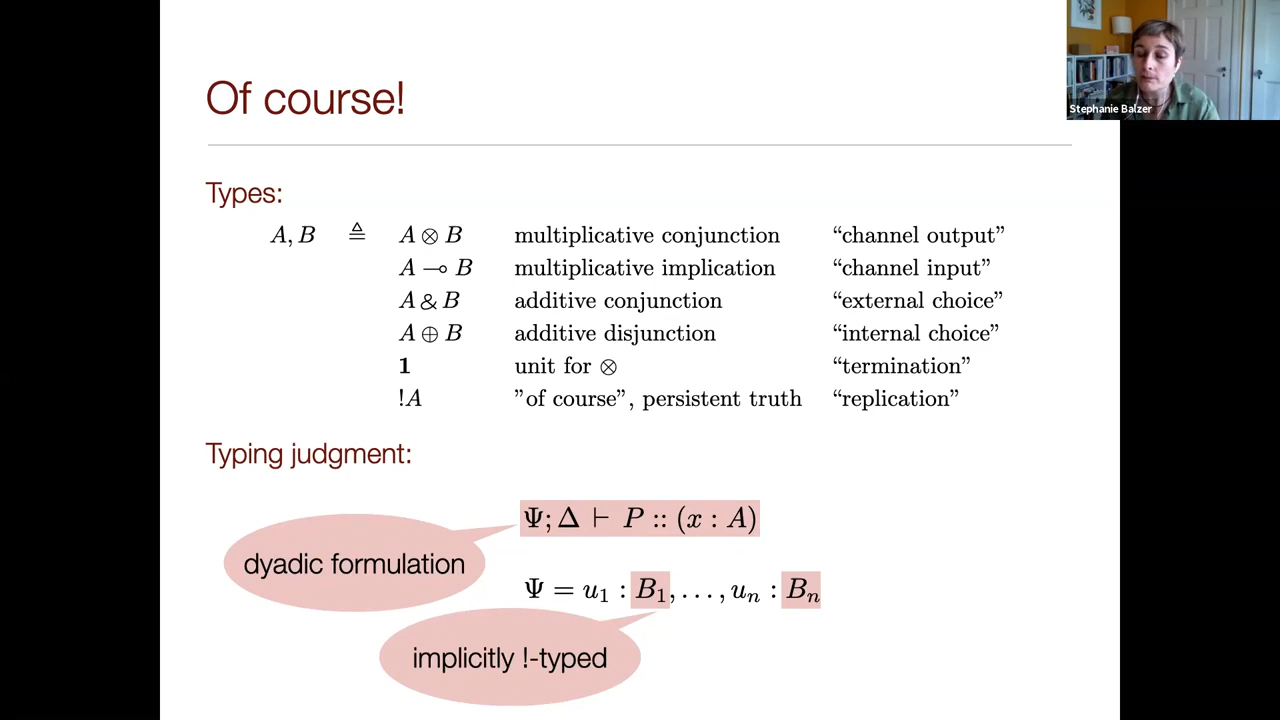 Of course!
Stephanie Balzer
Types:
A, B ≜ A ⊗ B multiplicative conjunction “channel output”
A ⊸ B multiplicative implication “channel input”
A & B additive conjunction “external choice”
A ⊕ B additive disjunction “internal choice”
1 unit for ⊗ “termination”
!A ”of course”, persistent truth “replication”
Typing judgment:
Ψ; Δ ⊢ P :: (x : A)
dyadic formulation
Ψ = u₁ : B₁, . . . , uₙ : Bₙ
implicitly !-typed